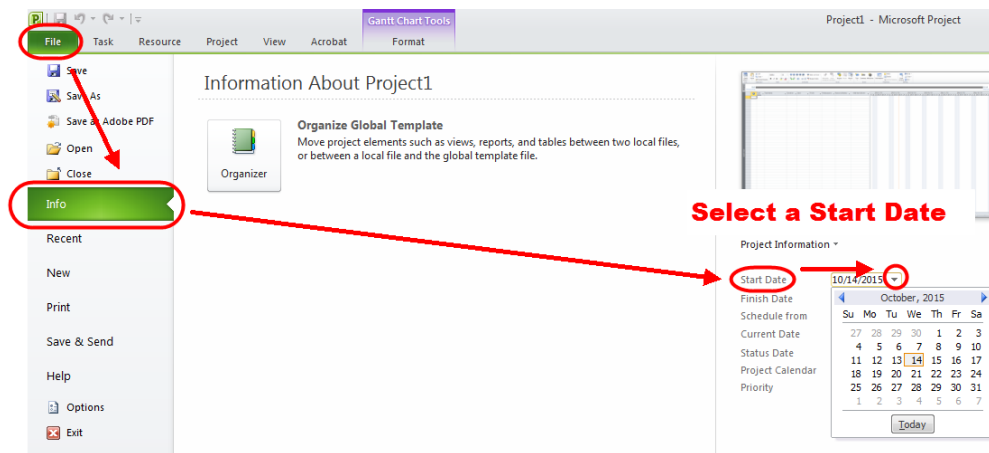 Gantt Chart Tools
Project1 - Microsoft Project
File Task Resource Project View Acrobat Format
Save
Save As
Save as Adobe PDF
Open
Close
Info
Recent
New
Print
Save & Send
Help
Options
Exit
Information About Project1
Organizer
Organize Global Template
Move project elements such as views, reports, and tables between two local files,
or between a local file and the global template file.
Select a Start Date
Project Information
Start Date 10/14/2015
Finish Date
Schedule from
Current Date
Status Date
Project Calendar
Priority
October, 2015
Su Mo Tu We Th Fr Sa
27 28 29 30 1 2 3
4 5 6 7 8 9 10
11 12 13 14 15 16 17
18 19 20 21 22 23 24
25 26 27 28 29 30 31
1 2 3 4 5 6 7
Today